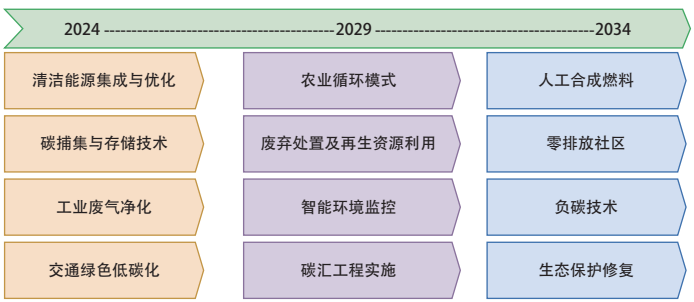 2024 ----------------------------------------2029 ---------------------------------------2034
清洁能源集成与优化
农业循环模式
人工合成燃料
碳捕集与存储技术
废弃处置及再生资源利用
零排放社区
工业废气净化
智能环境监控
负碳技术
交通绿色低碳化
碳汇工程实施
生态保护修复